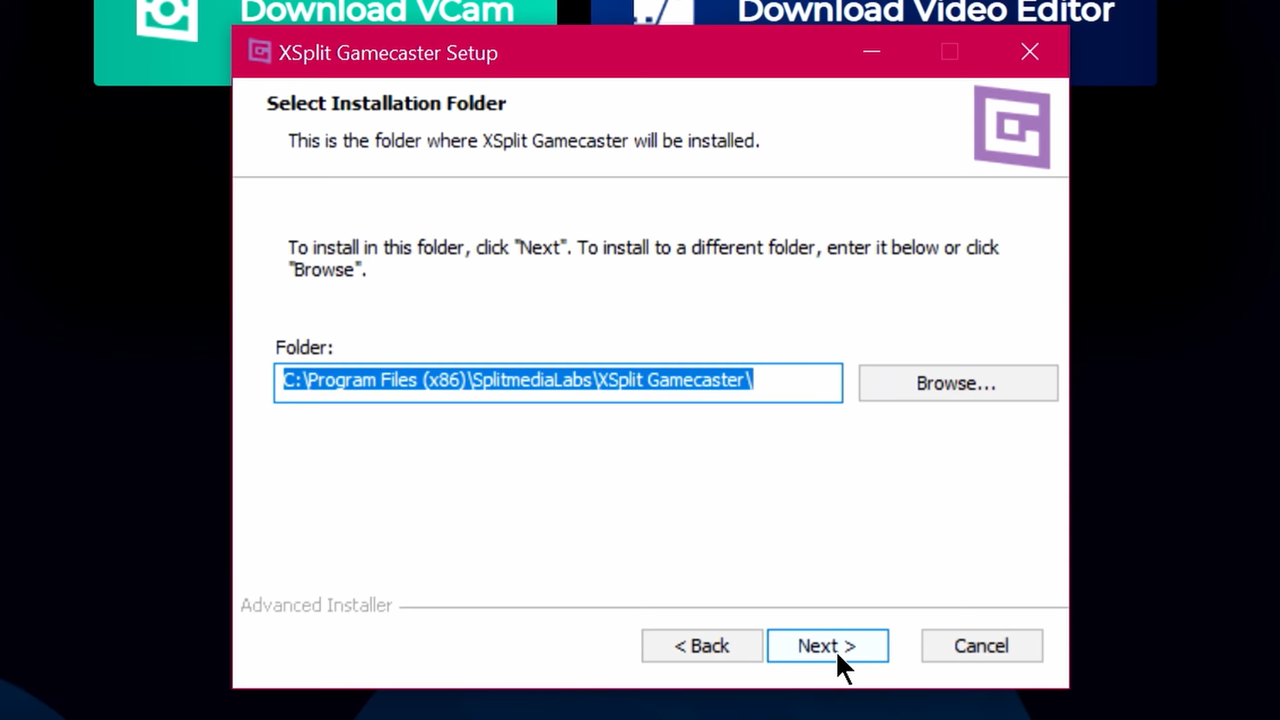 Download VCam
Download Video Editor
XSplit Gamecaster Setup
Select Installation Folder
This is the folder where XSplit Gamecaster will be installed.
To install in this folder, click "Next". To install to a different folder, enter it below or click
"Browse".
Folder:
C:\Program Files (x86)\SplitmediaLabs\XSplit Gamecaster\
Browse...
Advanced Installer
< Back
Next >
Cancel